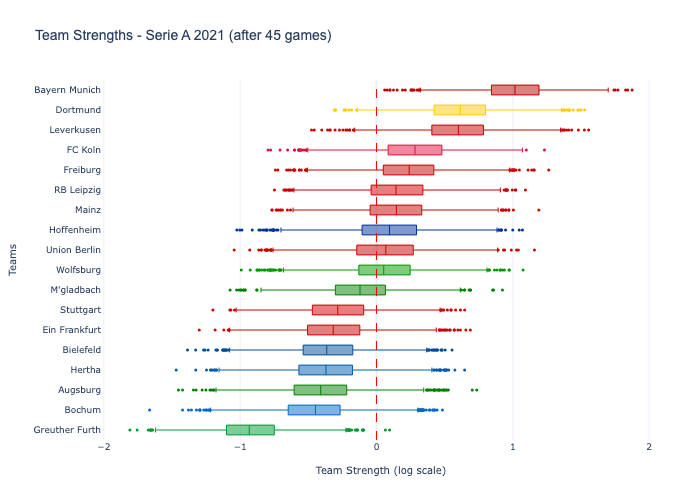 Team Strengths - Serie A 2021 (after 45 games)
Teams
Bayern Munich
Dortmund
Leverkusen
FC Koln
Freiburg
RB Leipzig
Mainz
Hoffenheim
Union Berlin
Wolfsburg
M'gladbach
Stuttgart
Ein Frankfurt
Bielefeld
Hertha
Augsburg
Bochum
Greuther Furth
−2 −1 0 1 2
Team Strength (log scale)